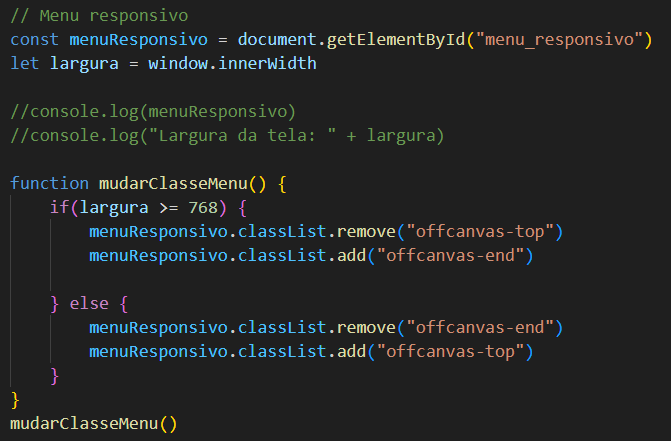 // Menu responsivo
const menuResponsivo = document.getElementById("menu_responsivo")
let largura = window.innerWidth
//console.log(menuResponsivo)
//console.log("Largura da tela: " + largura)
function mudarClasseMenu() {
if(largura >= 768) {
menuResponsivo.classList.remove("offcanvas-top")
menuResponsivo.classList.add("offcanvas-end")
} else {
menuResponsivo.classList.remove("offcanvas-end")
menuResponsivo.classList.add("offcanvas-top")
}
}
mudarClasseMenu()